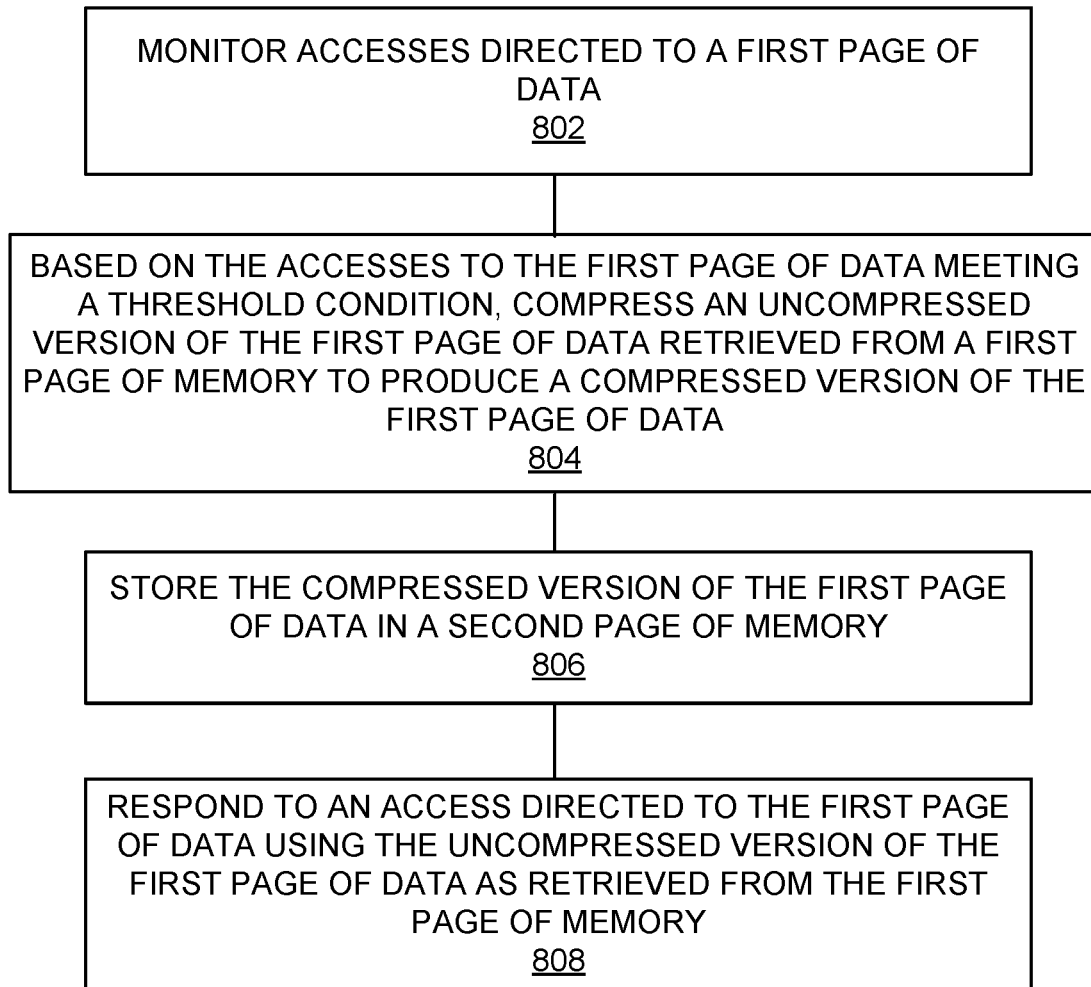 MONITOR ACCESSES DIRECTED TO A FIRST PAGE OF
DATA
802
BASED ON THE ACCESSES TO THE FIRST PAGE OF DATA MEETING
A THRESHOLD CONDITION, COMPRESS AN UNCOMPRESSED
VERSION OF THE FIRST PAGE OF DATA RETRIEVED FROM A FIRST
PAGE OF MEMORY TO PRODUCE A COMPRESSED VERSION OF THE
FIRST PAGE OF DATA
804
STORE THE COMPRESSED VERSION OF THE FIRST PAGE
OF DATA IN A SECOND PAGE OF MEMORY
806
RESPOND TO AN ACCESS DIRECTED TO THE FIRST PAGE
OF DATA USING THE UNCOMPRESSED VERSION OF THE
FIRST PAGE OF DATA AS RETRIEVED FROM THE FIRST
PAGE OF MEMORY
808